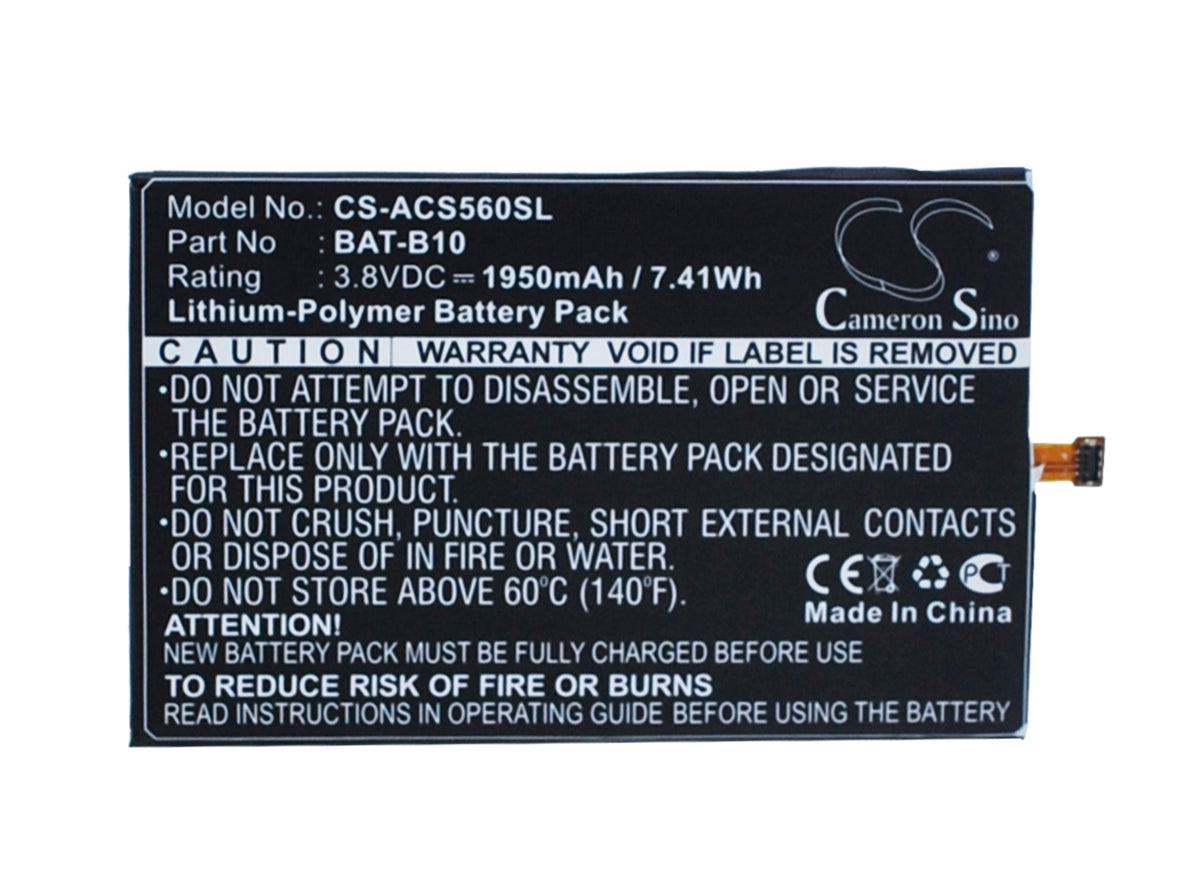 Model No.: CS-ACS560SL
Part No : BAT-B10
Rating : 3.8VDC ⎓ 1950mAh / 7.41Wh
Lithium-Polymer Battery Pack
CS
®
Cameron Sino
CAUTION WARRANTY VOID IF LABEL IS REMOVED
•DO NOT ATTEMPT TO DISASSEMBLE, OPEN OR SERVICE
THE BATTERY PACK.
•REPLACE ONLY WITH THE BATTERY PACK DESIGNATED
FOR THIS PRODUCT.
•DO NOT CRUSH, PUNCTURE, SHORT EXTERNAL CONTACTS
OR DISPOSE OF IN FIRE OR WATER.
•DO NOT STORE ABOVE 60°C (140°F).
CE PCT
Made In China
ATTENTION!
NEW BATTERY PACK MUST BE FULLY CHARGED BEFORE USE
TO REDUCE RISK OF FIRE OR BURNS
READ INSTRUCTIONS IN OPERATING GUIDE BEFORE USING THE BATTERY